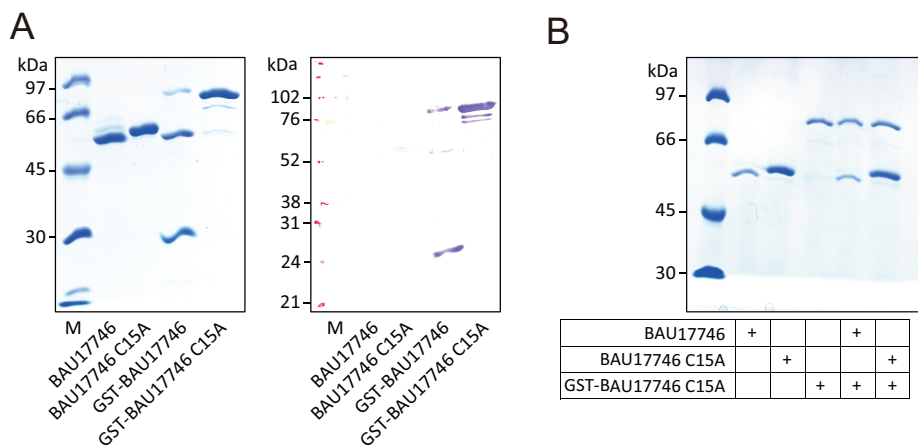 A
kDa
97
66
45
30
M
BAU17746
BAU17746 C15A
GST-BAU17746
GST-BAU17746 C15A
kDa
102
76
52
38
31
24
21
M
BAU17746
BAU17746 C15A
GST-BAU17746
GST-BAU17746 C15A
B
kDa
97
66
45
30
BAU17746 + +
BAU17746 C15A + +
GST-BAU17746 C15A + + +